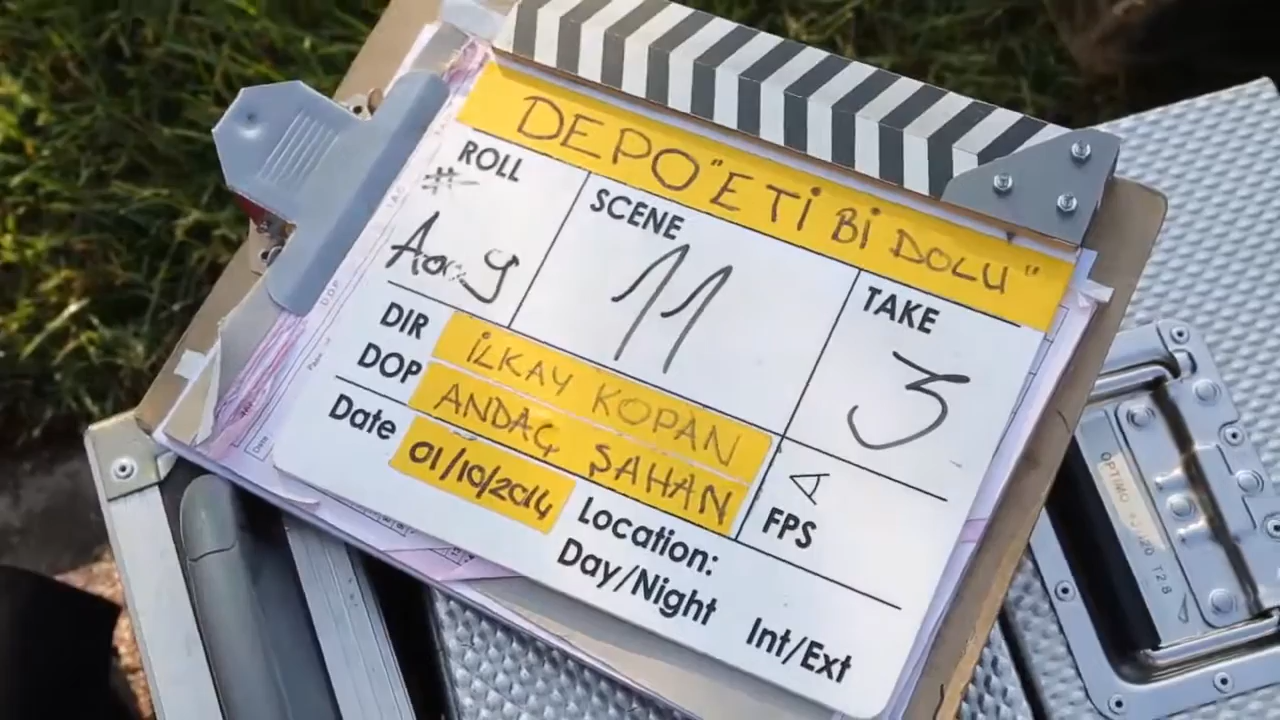 DEPO "ETİ Bİ DOLU"
ROLL
#
SCENE
11
TAKE
3
DIR İLKAY KOPAN
DOP ANDAÇ ŞAHAN
Date 01/10/2014
FPS
Location:
Day/Night Int/Ext